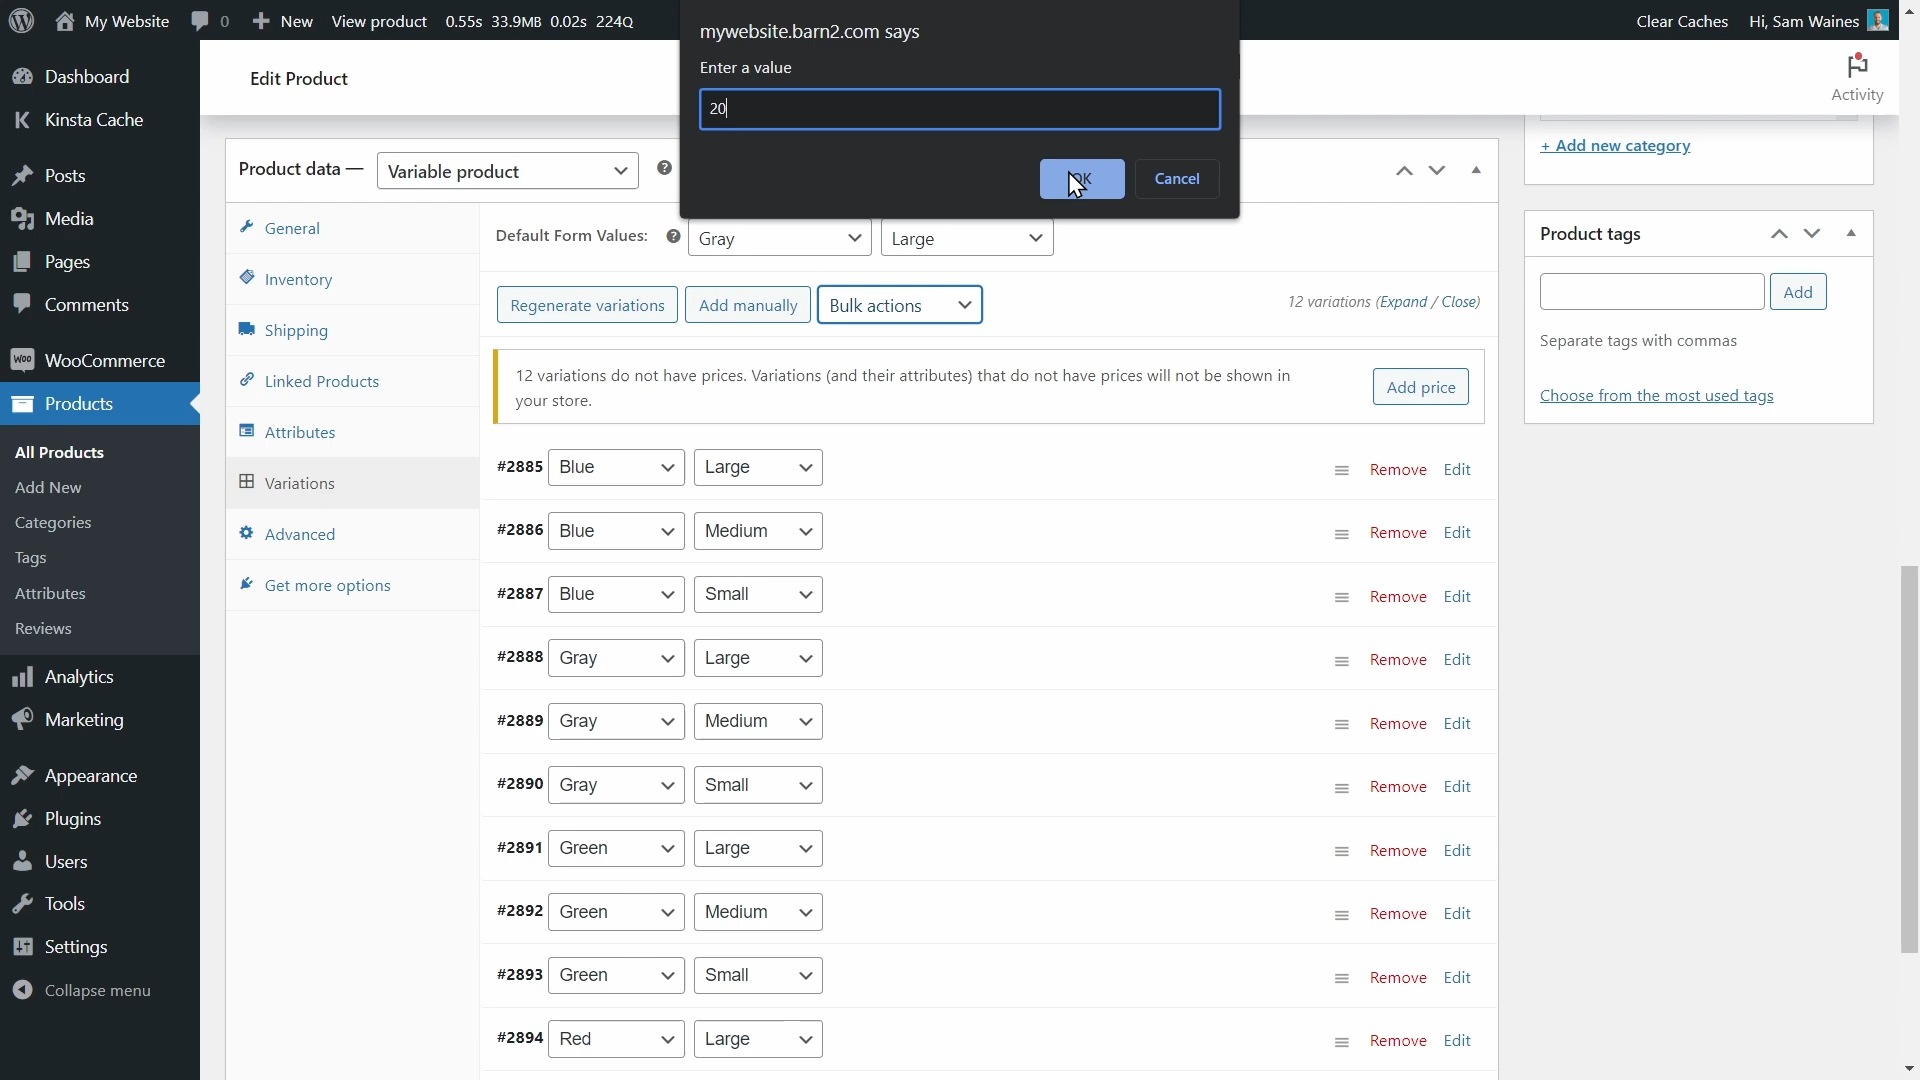 My Website 0 New View product 0.55s 33.9MB 0.02s 224Q
Clear Caches Hi, Sam Waines
mywebsite.barn2.com says
Enter a value
20
OK Cancel
Dashboard
Kinsta Cache
Posts
Media
Pages
Comments
WooCommerce
Products
All Products
Add New
Categories
Tags
Attributes
Reviews
Analytics
Marketing
Appearance
Plugins
Users
Tools
Settings
Collapse menu
Edit Product
Activity
Product data — Variable product
General
Inventory
Shipping
Linked Products
Attributes
Variations
Advanced
Get more options
Default Form Values: Gray Large
Regenerate variations Add manually Bulk actions 12 variations (Expand / Close)
12 variations do not have prices. Variations (and their attributes) that do not have prices will not be shown in
your store.
Add price
#2885 Blue Large Remove Edit
#2886 Blue Medium Remove Edit
#2887 Blue Small Remove Edit
#2888 Gray Large Remove Edit
#2889 Gray Medium Remove Edit
#2890 Gray Small Remove Edit
#2891 Green Large Remove Edit
#2892 Green Medium Remove Edit
#2893 Green Small Remove Edit
#2894 Red Large Remove Edit
+ Add new category
Product tags
Add
Separate tags with commas
Choose from the most used tags